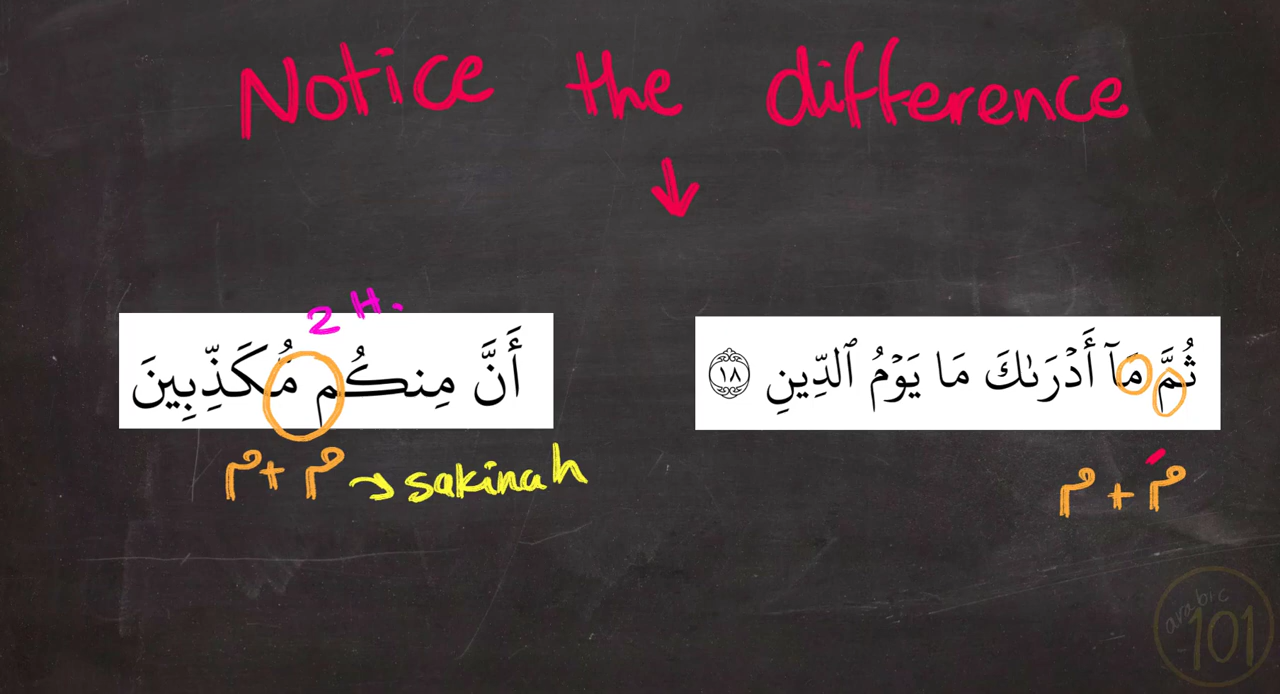 Notice the difference
↓
2 H.
أَنَّ مِنكُم مُّكَذِّبِينَ
ثُمَّ مَآ أَدْرَىٰكَ مَا يَوْمُ ٱلدِّينِ ١٨
م + م → sakinah
مَ + م
arabic
101